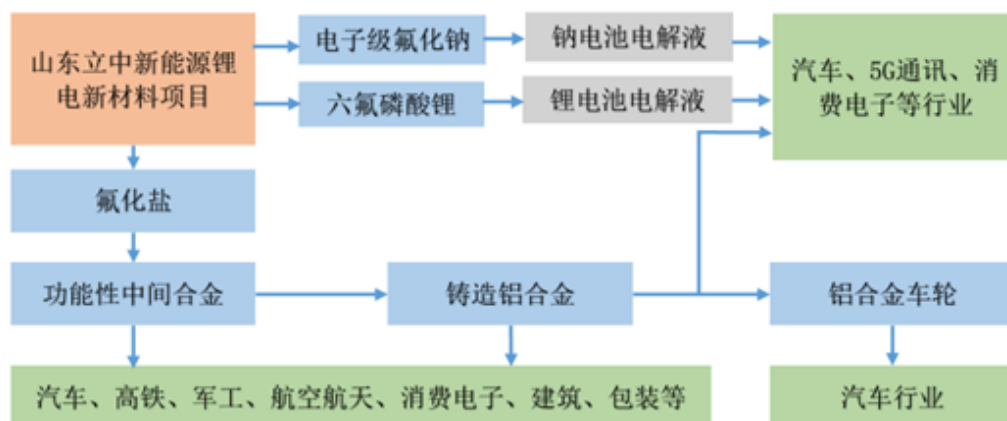 山东立中新能源锂
电新材料项目
电子级氟化钠
钠电池电解液
六氟磷酸锂
锂电池电解液
汽车、5G通讯、消
费电子等行业
氟化盐
功能性中间合金
铸造铝合金
铝合金车轮
汽车、高铁、军工、航空航天、消费电子、建筑、包装等
汽车行业